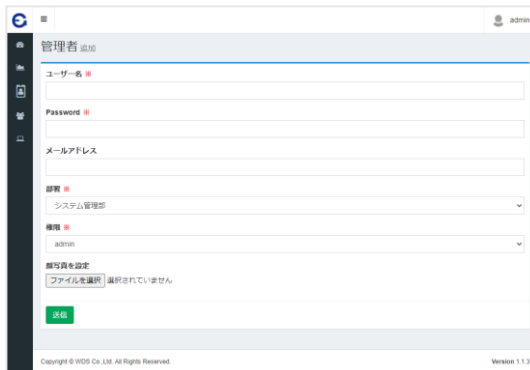 admin
管理者 追加
ユーザー名 ※
Password ※
メールアドレス
部署 ※
システム管理部
権限 ※
admin
顔写真を設定
ファイルを選択 選択されていません
送信
Copyright © WDS Co.,Ltd. All Rights Reserved.
Version 1.1.3